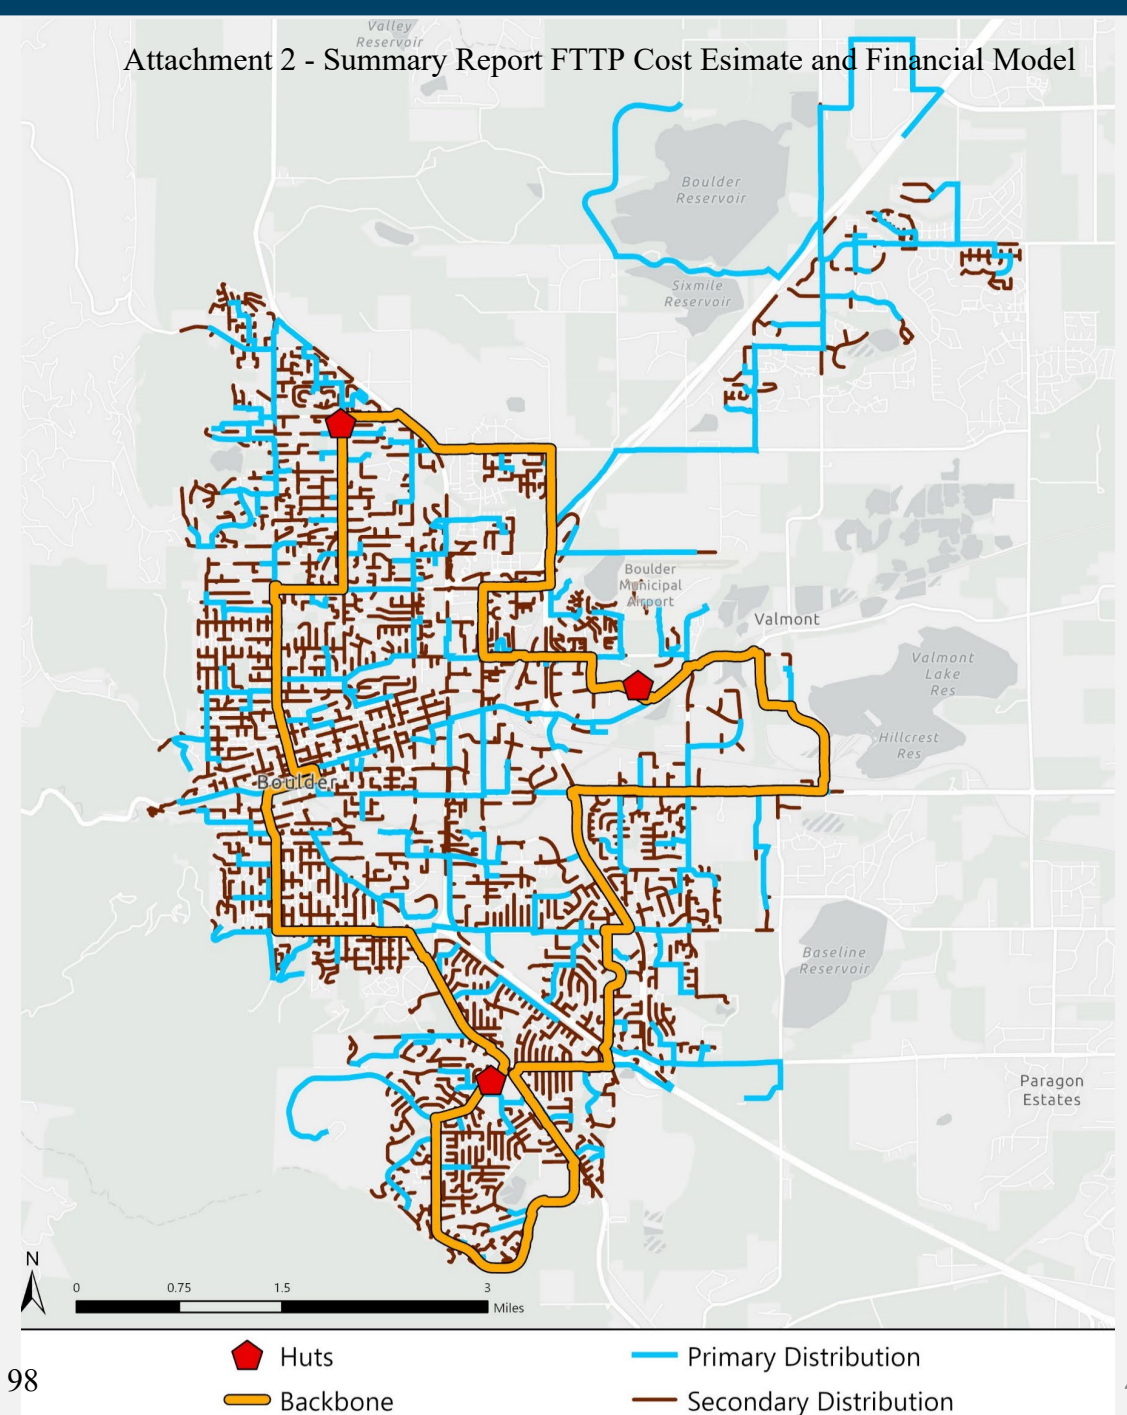 Valley
Reservoir
Attachment 2 - Summary Report FTTP Cost Esimate and Financial Model
Boulder
Reservoir
Sixmile
Reservoir
Boulder
Municipal
Airport
Valmont
Valmont
Lake
Res
Hillcrest
Res
Boulder
Baseline
Reservoir
Paragon
Estates
N
0 0.75 1.5 3
Miles
Huts
Primary Distribution
98
Backbone
Secondary Distribution